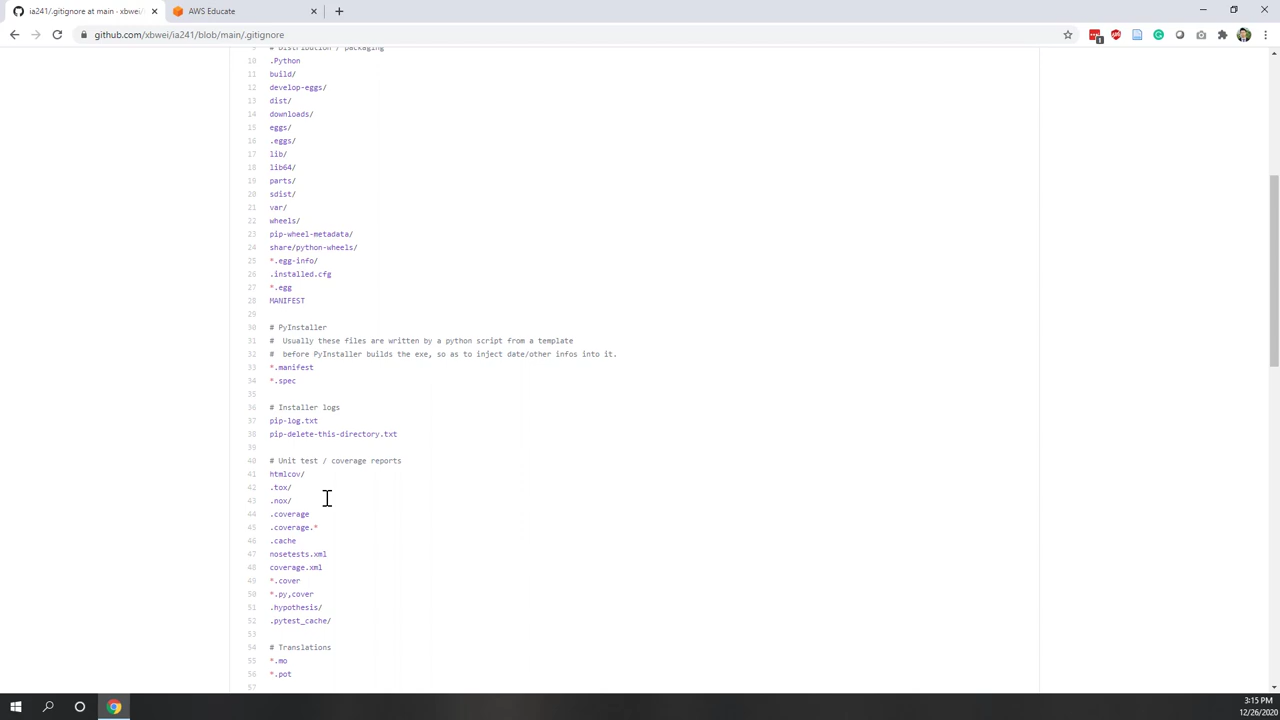 ia241/.gitignore at main · xbwei/
AWS Educate
github.com/xbwei/ia241/blob/main/.gitignore
1
9 # Distribution / packaging
10 .Python
11 build/
12 develop-eggs/
13 dist/
14 downloads/
15 eggs/
16 .eggs/
17 lib/
18 lib64/
19 parts/
20 sdist/
21 var/
22 wheels/
23 pip-wheel-metadata/
24 share/python-wheels/
25 *.egg-info/
26 .installed.cfg
27 *.egg
28 MANIFEST
29
30 # PyInstaller
31 #  Usually these files are written by a python script from a template
32 #  before PyInstaller builds the exe, so as to inject date/other infos into it.
33 *.manifest
34 *.spec
35
36 # Installer logs
37 pip-log.txt
38 pip-delete-this-directory.txt
39
40 # Unit test / coverage reports
41 htmlcov/
42 .tox/
43 .nox/
44 .coverage
45 .coverage.*
46 .cache
47 nosetests.xml
48 coverage.xml
49 *.cover
50 *.py,cover
51 .hypothesis/
52 .pytest_cache/
53
54 # Translations
55 *.mo
56 *.pot
57
3:15 PM
12/26/2020